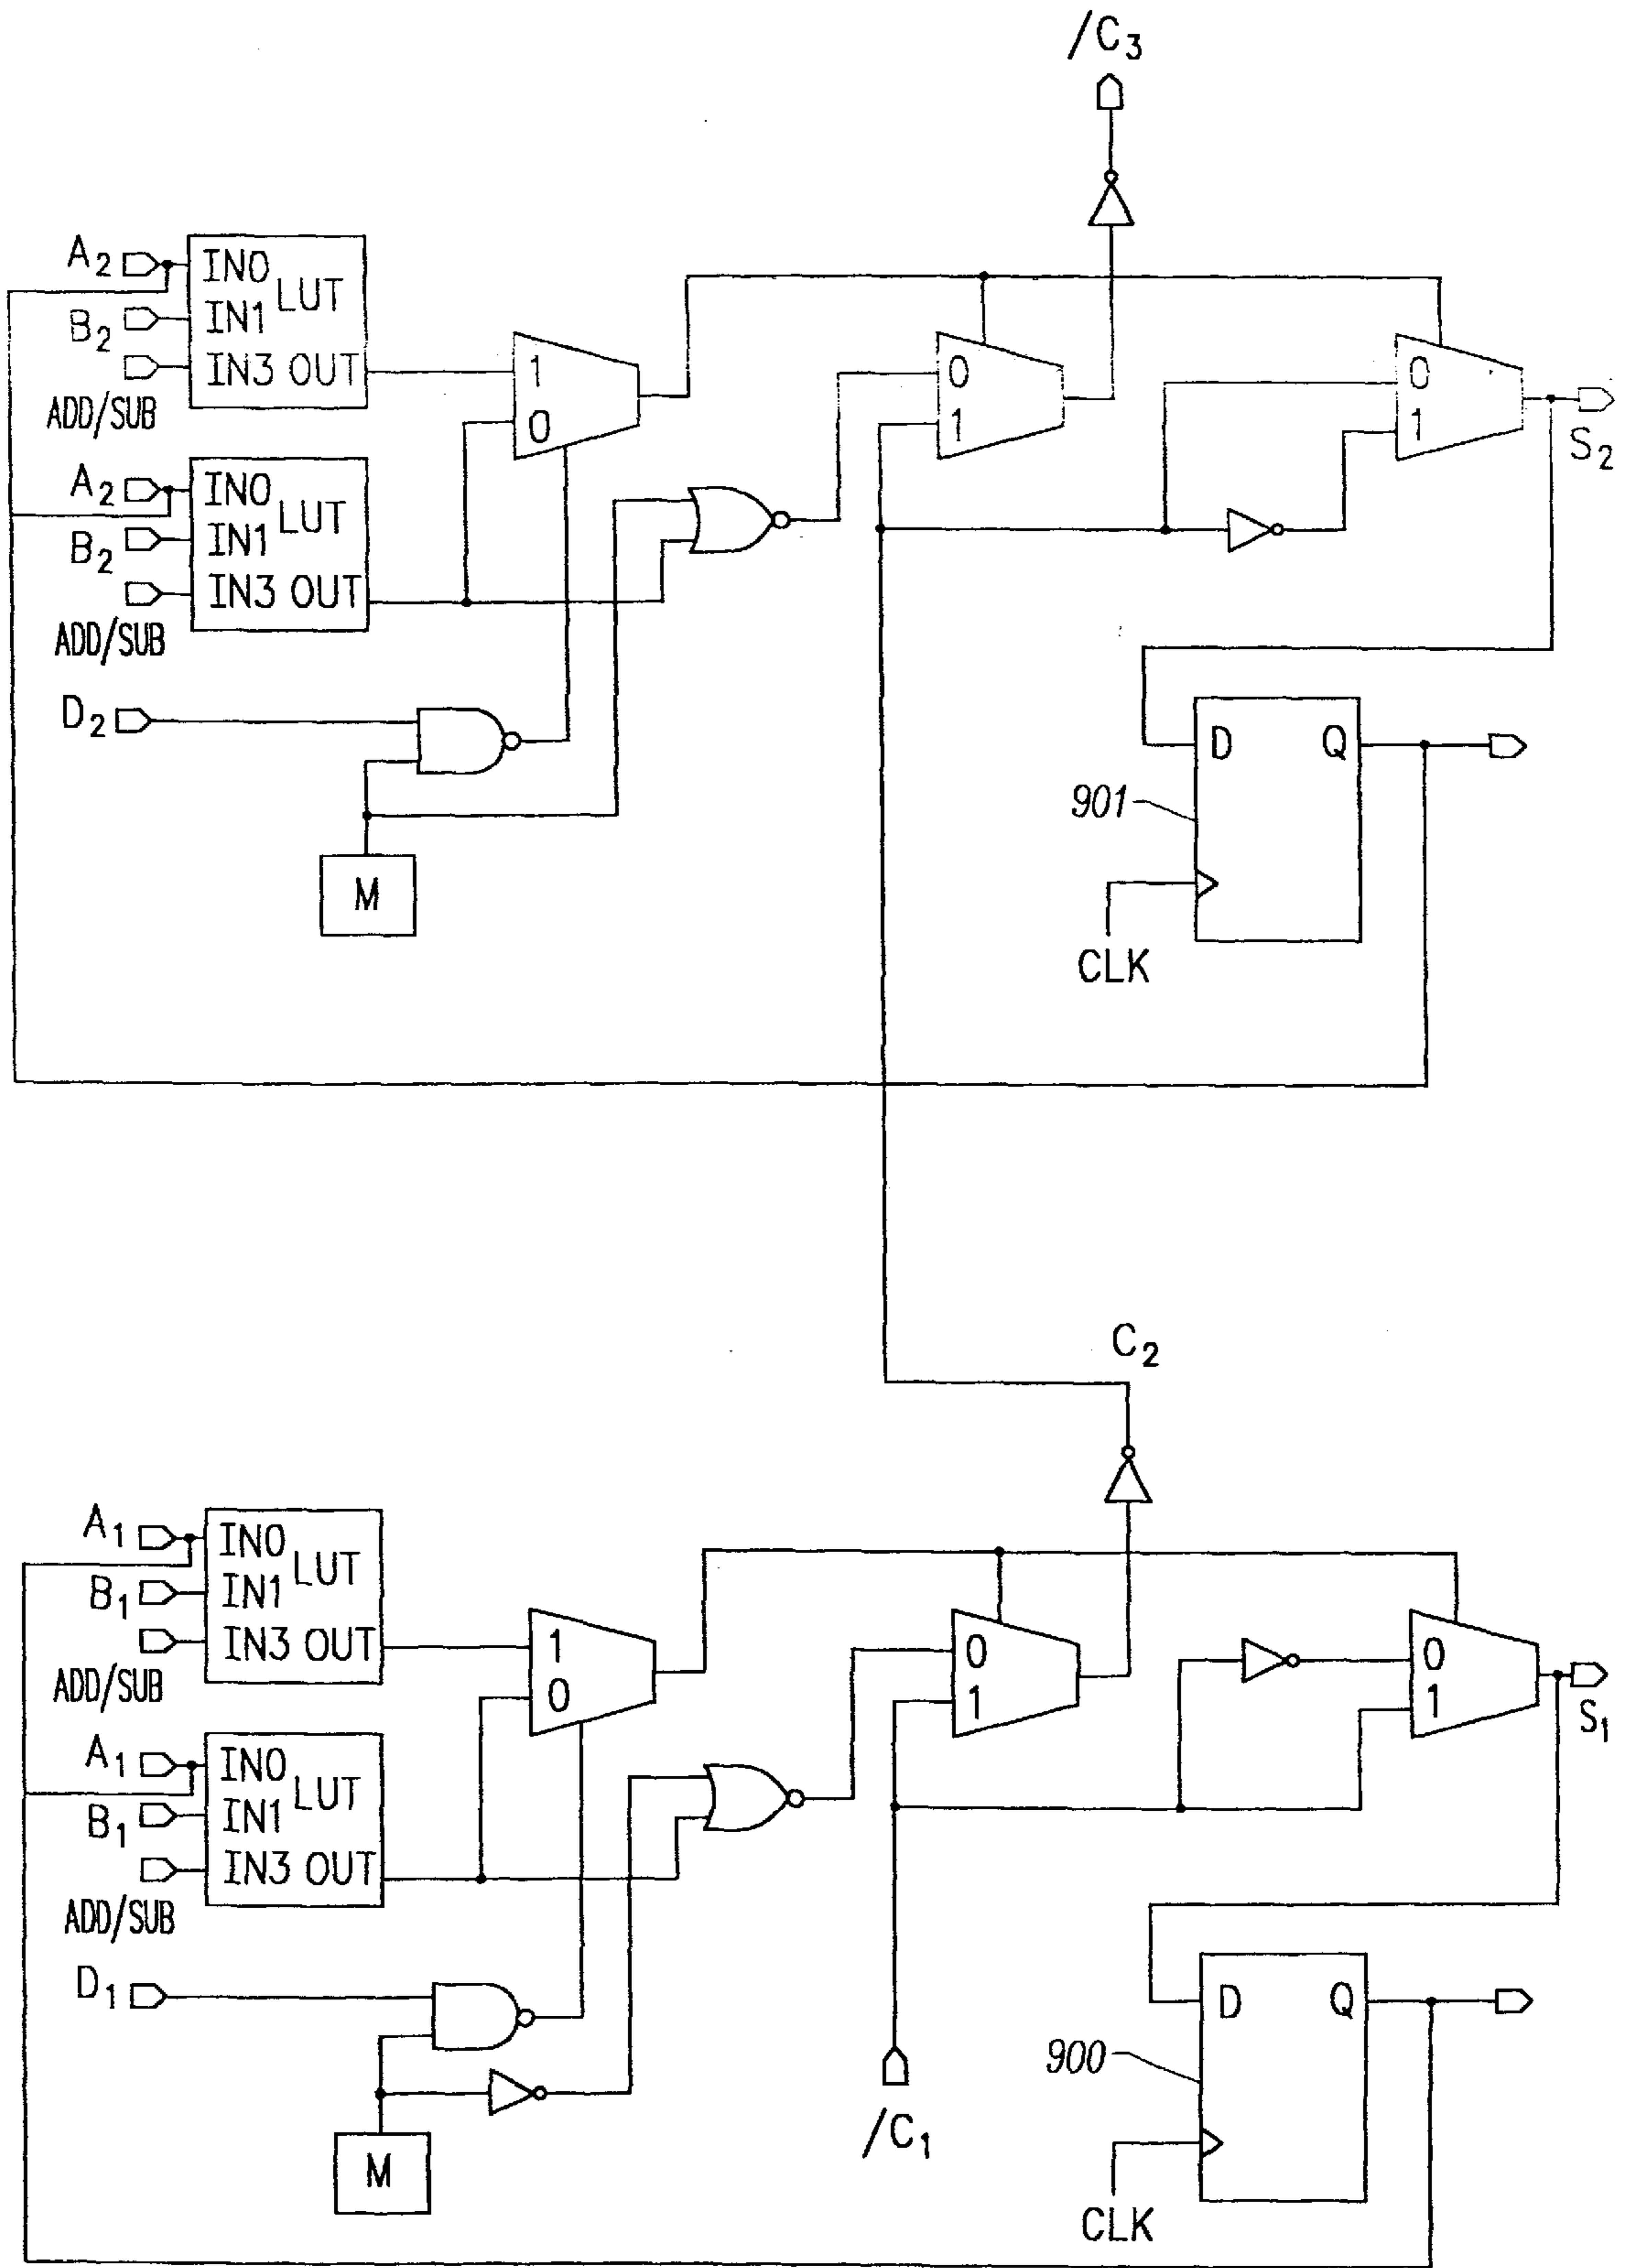 /C₃
A₂ IN0 LUT
B₂ IN1
IN3 OUT
ADD/SUB
1
0
0
1
0
1
S₂
A₂ IN0 LUT
B₂ IN1
IN3 OUT
ADD/SUB
D₂
M
D Q
901
CLK
C₂
A₁ IN0 LUT
B₁ IN1
IN3 OUT
ADD/SUB
1
0
0
1
0
1
S₁
A₁ IN0 LUT
B₁ IN1
IN3 OUT
ADD/SUB
D₁
M
/C₁
D Q
900
CLK